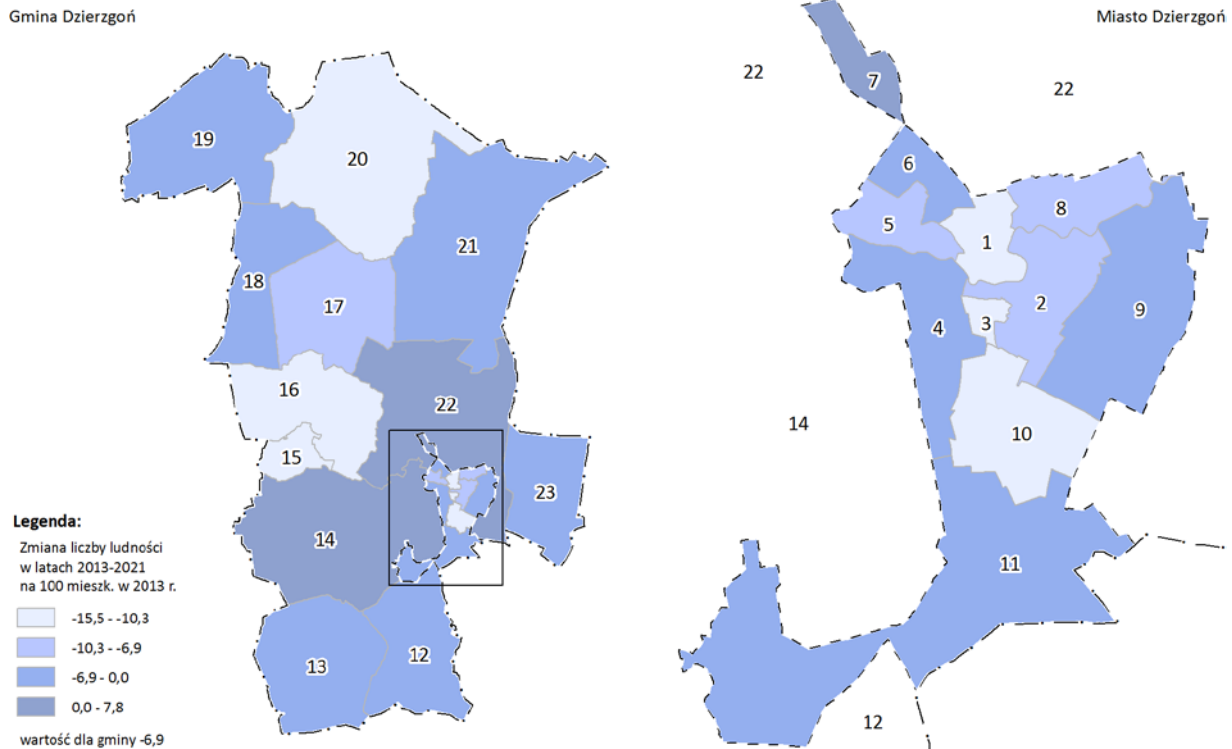 Gmina Dzierzgoń
Miasto Dzierzgoń
22
7
22
19
20
6
8
5
1
21
18
17
2
9
4
3
16
22
14
10
15
23
14
11
13
12
12
Legenda:
Zmiana liczby ludności
w latach 2013-2021
na 100 mieszk. w 2013 r.
-15,5 - -10,3
-10,3 - -6,9
-6,9 - 0,0
0,0 - 7,8
wartość dla gminy -6,9